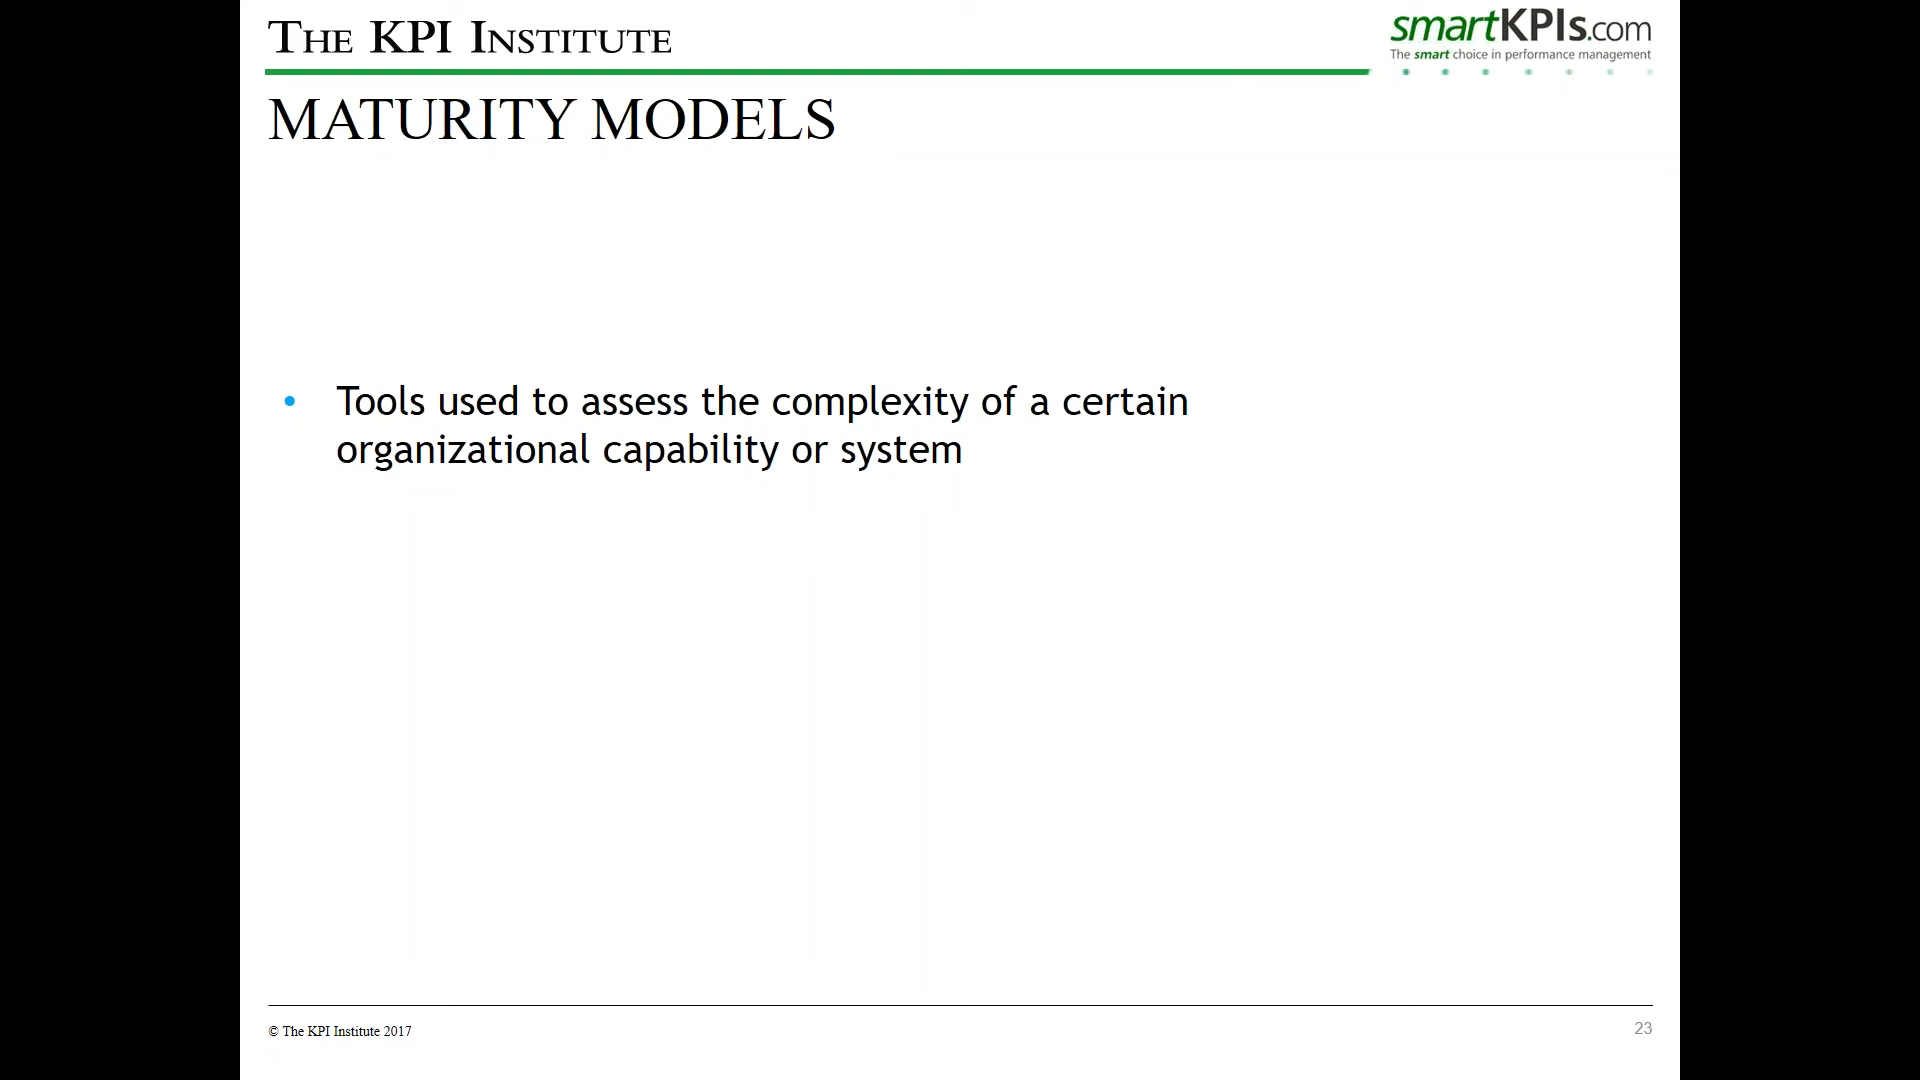 THE KPI INSTITUTE
smartKPIs.com
The smart choice in performance management
MATURITY MODELS
• Tools used to assess the complexity of a certain
organizational capability or system
© The KPI Institute 2017
23